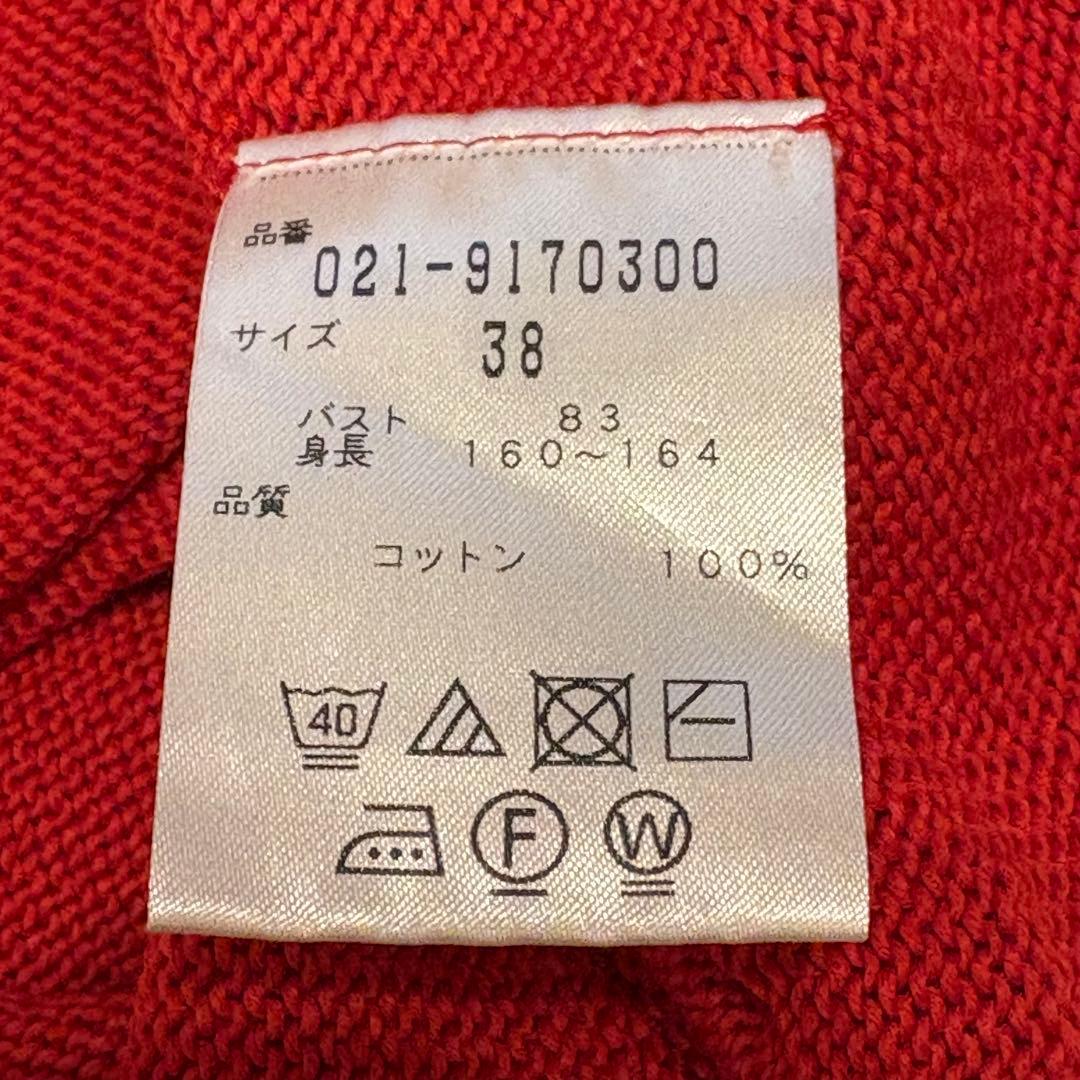 品番
021-9170300
サイズ 38
バスト 83
身長 160~164
品質
コットン 100%
40
F W